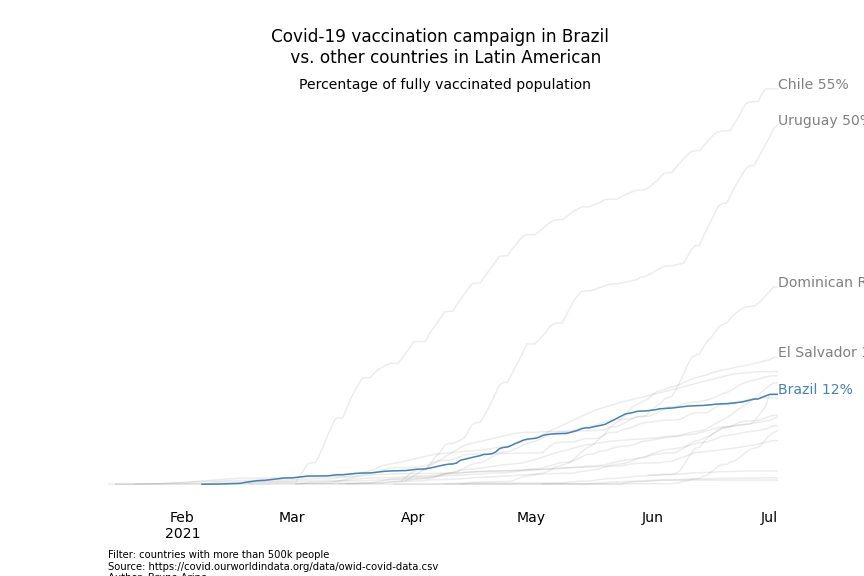 Covid-19 vaccination campaign in Brazil
vs. other countries in Latin American
Percentage of fully vaccinated population
Chile 55%
Uruguay 50%
Dominican
El Salvador
Brazil 12%
Feb Mar Apr May Jun Jul
2021
Filter: countries with more than 500k people
Source: https://covid.ourworldindata.org/data/owid-covid-data.csv